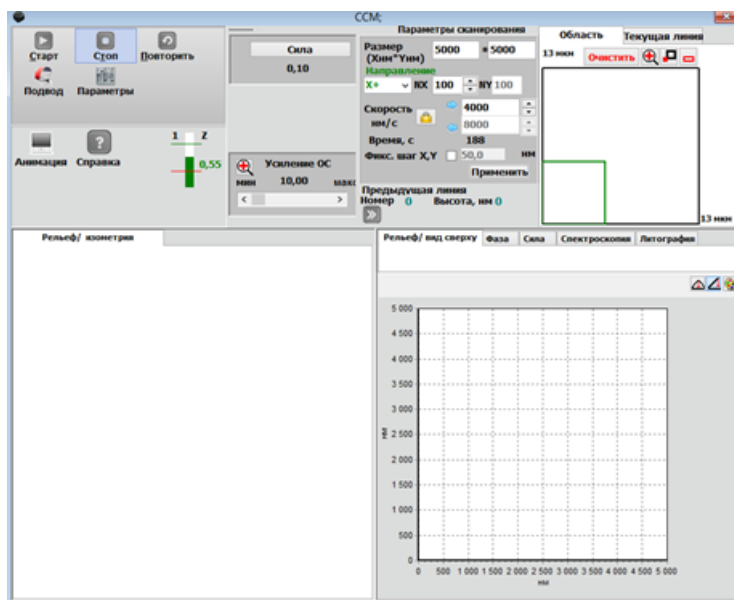 ССМ;
Старт
Стоп
Повторить
Подвод
Параметры
Анимация
Справка
1 Z
0,55
Сила
0,10
Усиление ОС
мин 10,00 макс
Параметры сканирования
Размер 5000 * 5000
(Xнм*Yнм)
Направление
X+ NX 100 NY 100
Скорость 4000
нм/с 8000
Время, с 188
Фикс. шаг X,Y 50,0 нм
Применить
Предыдущая линия
Номер 0 Высота, нм 0
Область Текущая линия
13 мкм Очистить
13 мкм
Рельеф/ изометрия
Рельеф/ вид сверху Фаза Сила Спектроскопия Литография
5 000
4 500
4 000
3 500
3 000
2 500
2 000
1 500
1 000
500
0
нм
0 500 1 000 1 500 2 000 2 500 3 000 3 500 4 000 4 500 5 000
нм